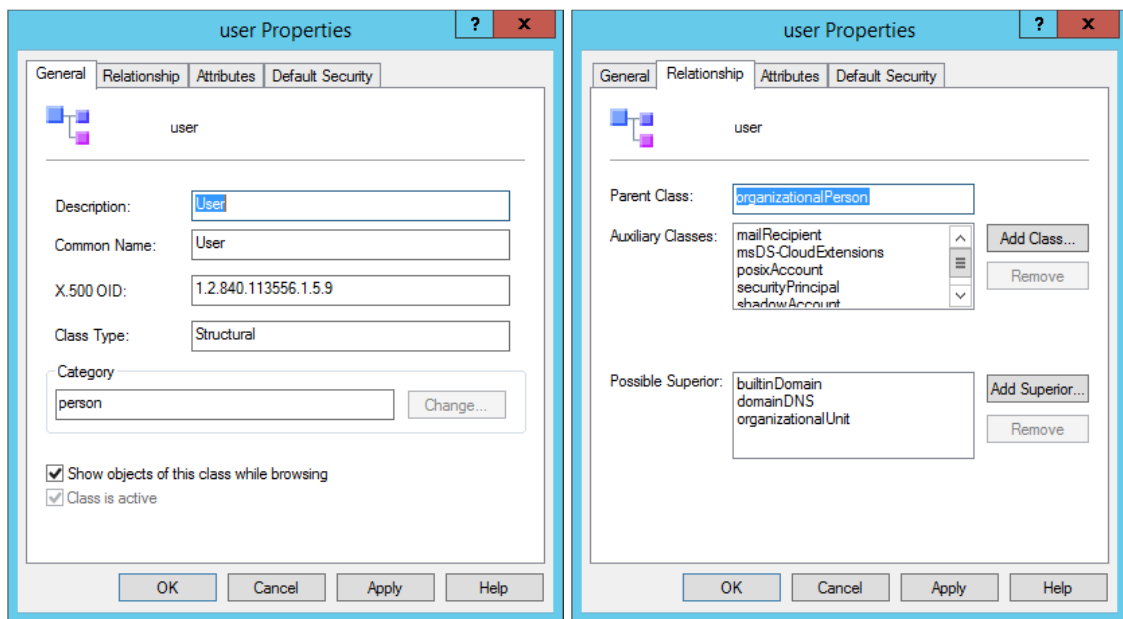 user Properties
?
x
General
Relationship
Attributes
Default Security
user
Description:
User
Common Name:
User
X.500 OID:
1.2.840.113556.1.5.9
Class Type:
Structural
Category
person
Change...
Show objects of this class while browsing
Class is active
OK
Cancel
Apply
Help
user Properties
?
x
General
Relationship
Attributes
Default Security
user
Parent Class:
organizationalPerson
Auxiliary Classes:
mailRecipient
msDS-CloudExtensions
posixAccount
securityPrincipal
shadowAccount
Add Class...
Remove
Possible Superior:
builtinDomain
domainDNS
organizationalUnit
Add Superior...
Remove
OK
Cancel
Apply
Help